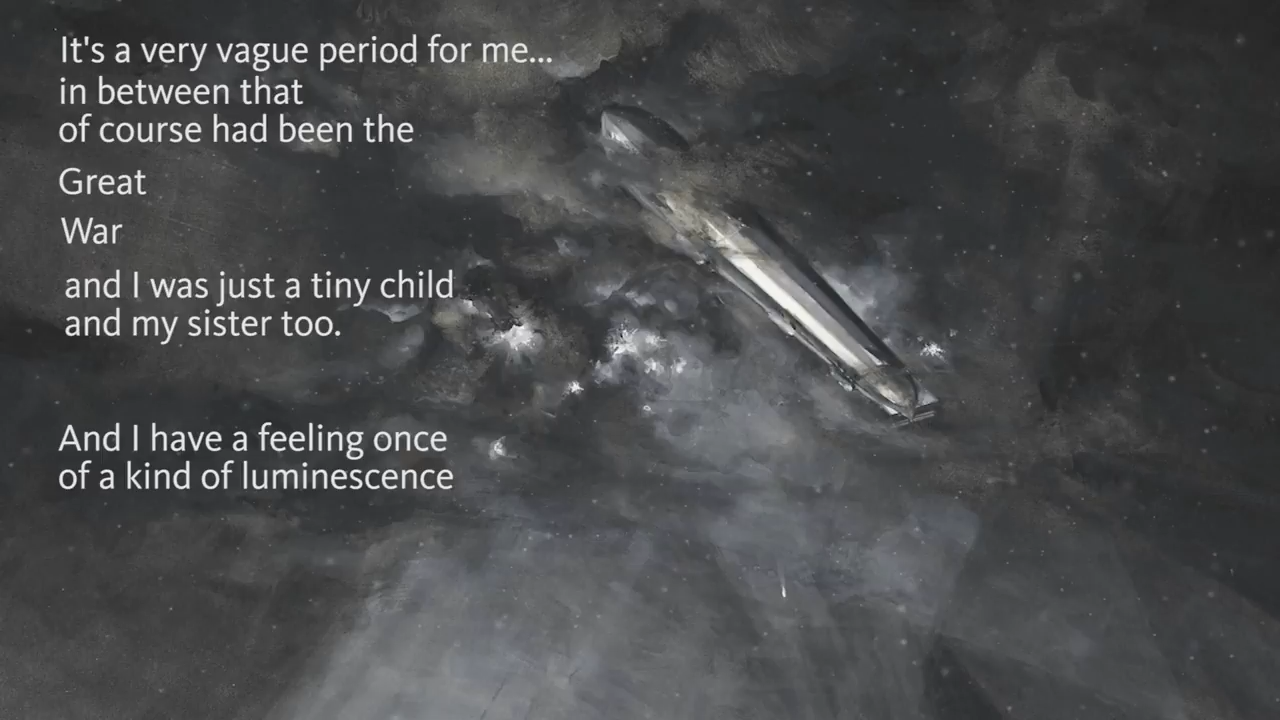 It's a very vague period for me...
in between that
of course had been the
Great
War
and I was just a tiny child
and my sister too.
And I have a feeling once
of a kind of luminescence